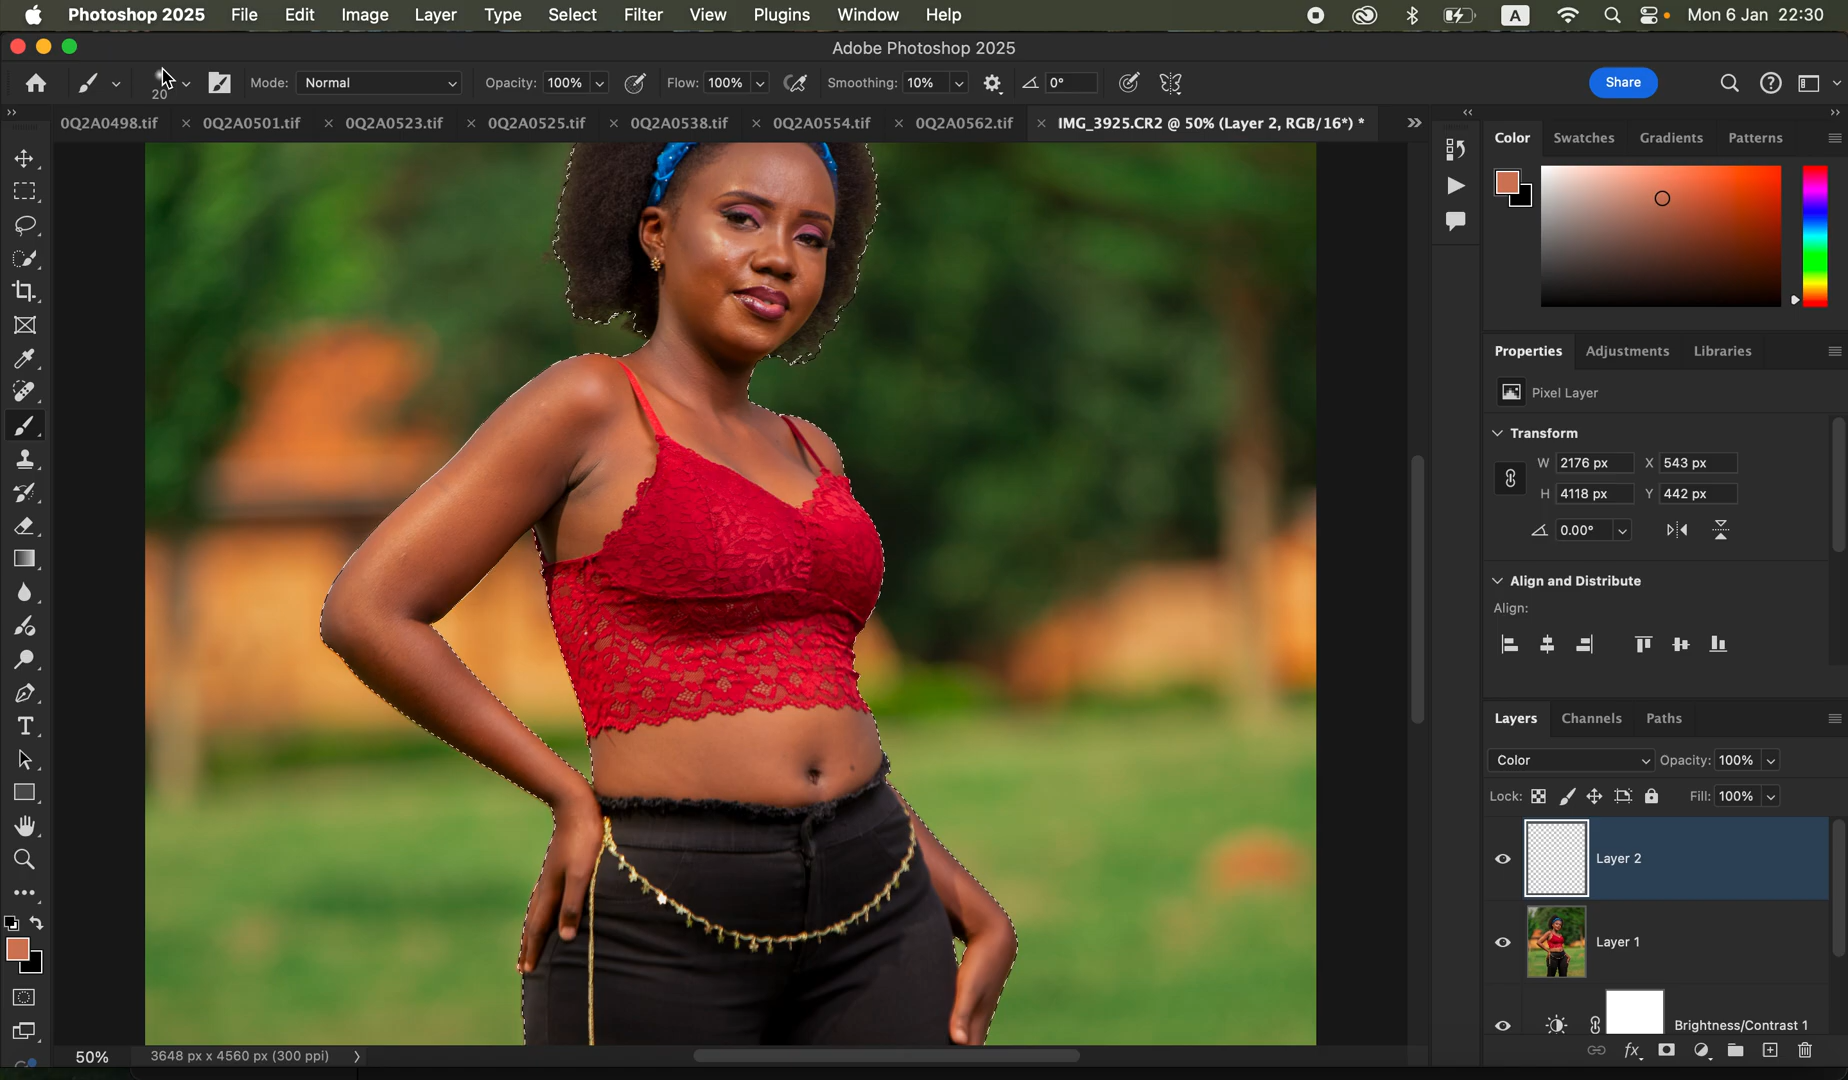 Photoshop 2025 File Edit Image Layer Type Select Filter View Plugins Window Help A Mon 6 Jan 22:30
Adobe Photoshop 2025
20 Mode: Normal Opacity: 100% Flow: 100% Smoothing: 10% 0° Share
0Q2A0498.tif 0Q2A0501.tif 0Q2A0523.tif 0Q2A0525.tif 0Q2A0538.tif 0Q2A0554.tif 0Q2A0562.tif IMG_3925.CR2 @ 50% (Layer 2, RGB/16*) *
Color Swatches Gradients Patterns
Properties Adjustments Libraries
Pixel Layer
Transform
W 2176 px X 543 px
H 4118 px Y 442 px
0.00°
Align and Distribute
Align:
Layers Channels Paths
Color Opacity: 100%
Lock: Fill: 100%
Layer 2
Layer 1
Brightness/Contrast 1
50% 3648 px x 4560 px (300 ppi)
fx